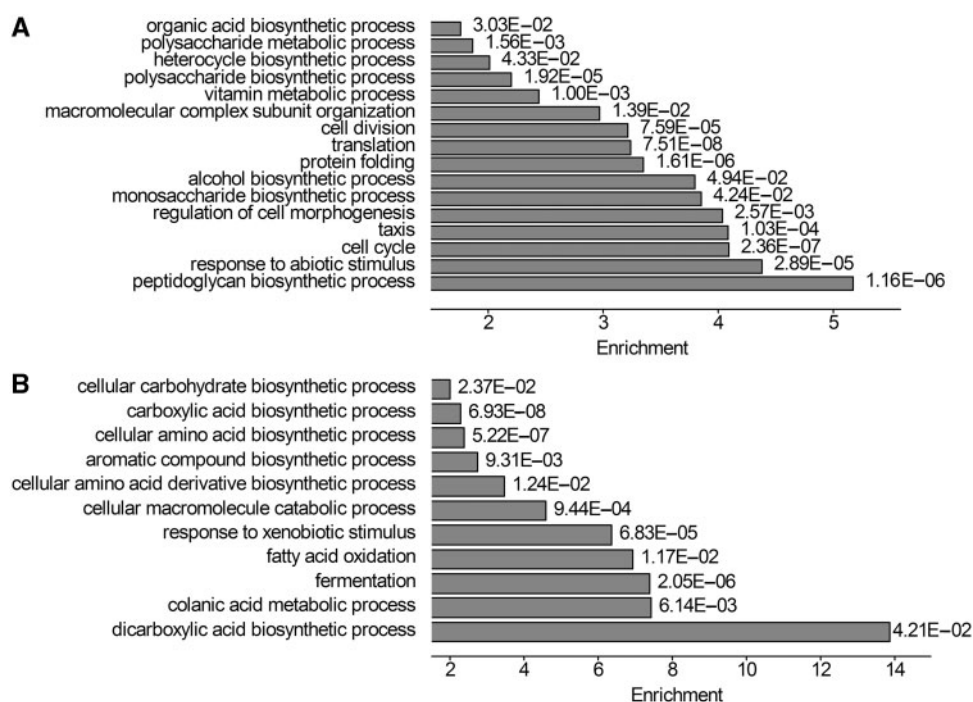 A
organic acid biosynthetic process 3.03E–02
polysaccharide metabolic process 1.56E–03
heterocycle biosynthetic process 4.33E–02
polysaccharide biosynthetic process 1.92E–05
vitamin metabolic process 1.00E–03
macromolecular complex subunit organization 1.39E–02
cell division 7.59E–05
translation 7.51E–08
protein folding 1.61E–06
alcohol biosynthetic process 4.94E–02
monosaccharide biosynthetic process 4.24E–02
regulation of cell morphogenesis 2.57E–03
taxis 1.03E–04
cell cycle 2.36E–07
response to abiotic stimulus 2.89E–05
peptidoglycan biosynthetic process 1.16E–06
2 3 4 5
Enrichment
B
cellular carbohydrate biosynthetic process 2.37E–02
carboxylic acid biosynthetic process 6.93E–08
cellular amino acid biosynthetic process 5.22E–07
aromatic compound biosynthetic process 9.31E–03
cellular amino acid derivative biosynthetic process 1.24E–02
cellular macromolecule catabolic process 9.44E–04
response to xenobiotic stimulus 6.83E–05
fatty acid oxidation 1.17E–02
fermentation 2.05E–06
colanic acid metabolic process 6.14E–03
dicarboxylic acid biosynthetic process 4.21E–02
2 4 6 8 10 12 14
Enrichment